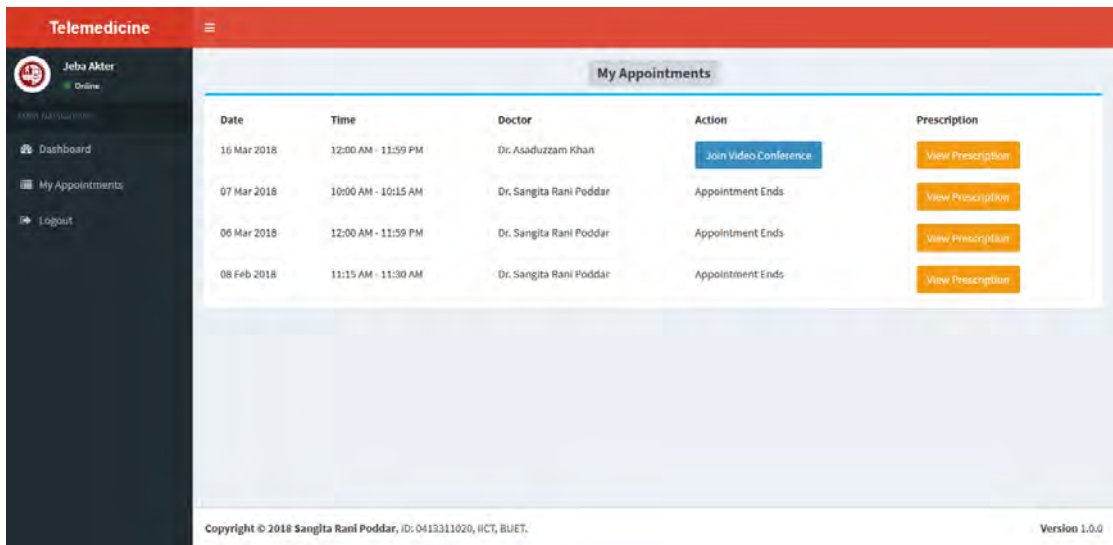 Telemedicine
Jeba Akter
Online
MAIN NAVIGATION
Dashboard
My Appointments
Logout
My Appointments
Date Time Doctor Action Prescription
16 Mar 2018 12:00 AM - 11:59 PM Dr. Asaduzzam Khan Join Video Conference View Prescription
07 Mar 2018 10:00 AM - 10:15 AM Dr. Sangita Rani Poddar Appointment Ends View Prescription
06 Mar 2018 12:00 AM - 11:59 PM Dr. Sangita Rani Poddar Appointment Ends View Prescription
08 Feb 2018 11:15 AM - 11:30 AM Dr. Sangita Rani Poddar Appointment Ends View Prescription
Copyright © 2018 Sangita Rani Poddar, ID: 0413311020, IICT, BUET. Version 1.0.0